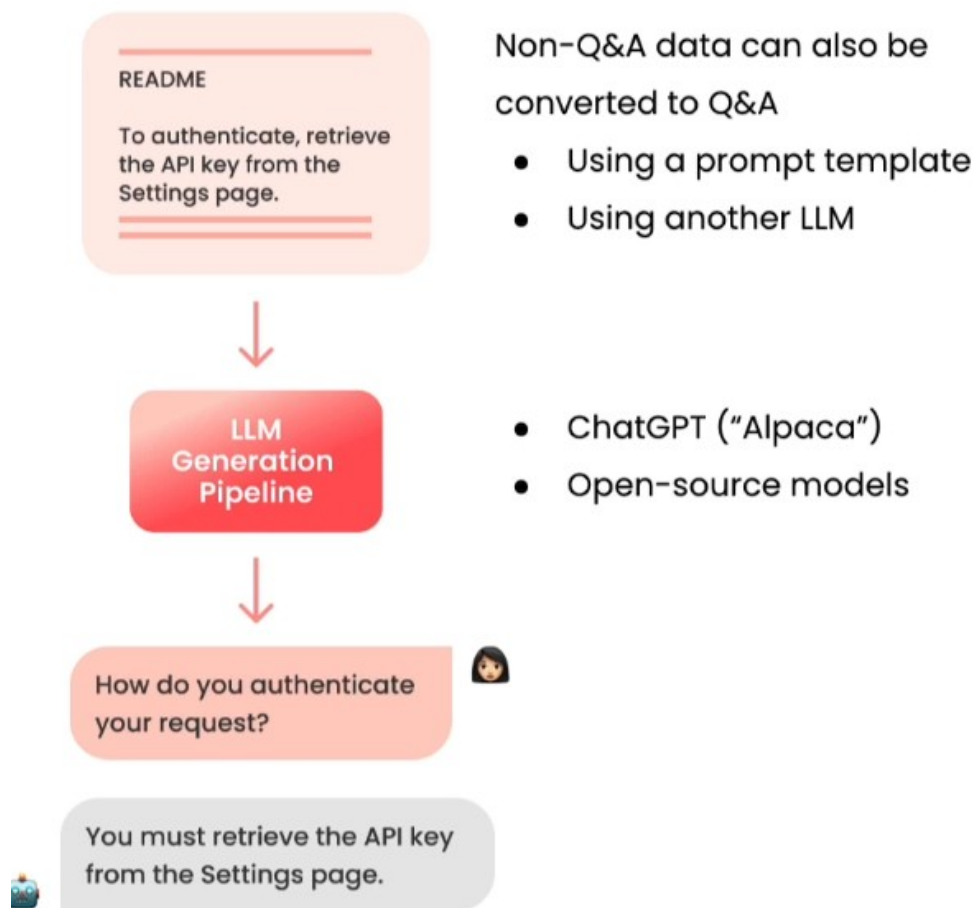 README
To authenticate, retrieve
the API key from the
Settings page.
Non-Q&A data can also be
converted to Q&A
● Using a prompt template
● Using another LLM
LLM
Generation
Pipeline
● ChatGPT (“Alpaca”)
● Open-source models
How do you authenticate
your request?
You must retrieve the API key
from the Settings page.